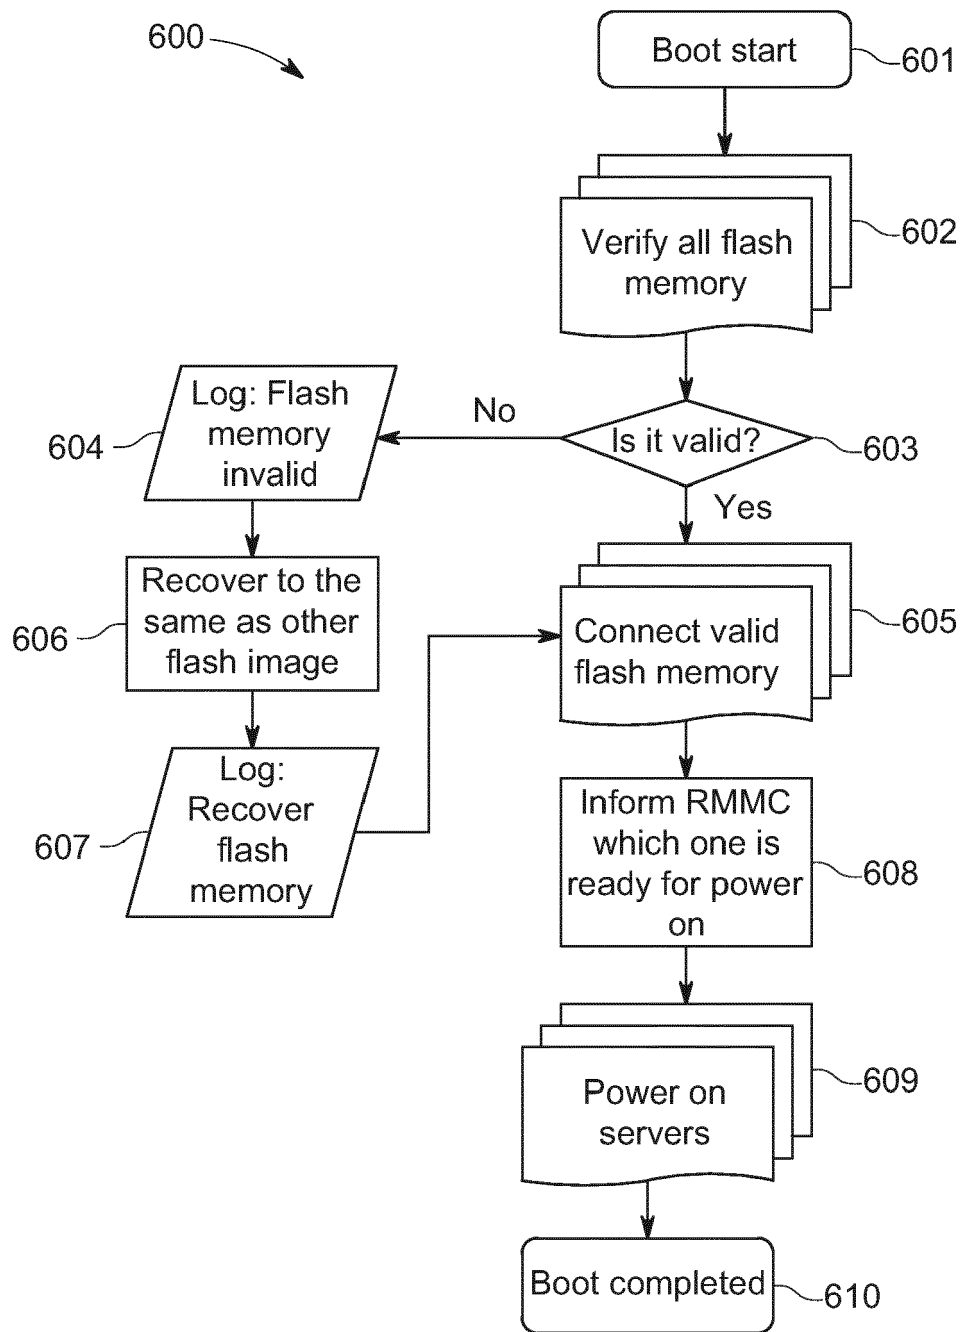 600
Boot start
601
Verify all flash
memory
602
Is it valid?
603
No
Yes
Log: Flash
memory
invalid
604
Connect valid
flash memory
605
Recover to the
same as other
flash image
606
Log:
Recover
flash
memory
607
Inform RMMC
which one is
ready for power
on
608
Power on
servers
609
Boot completed
610